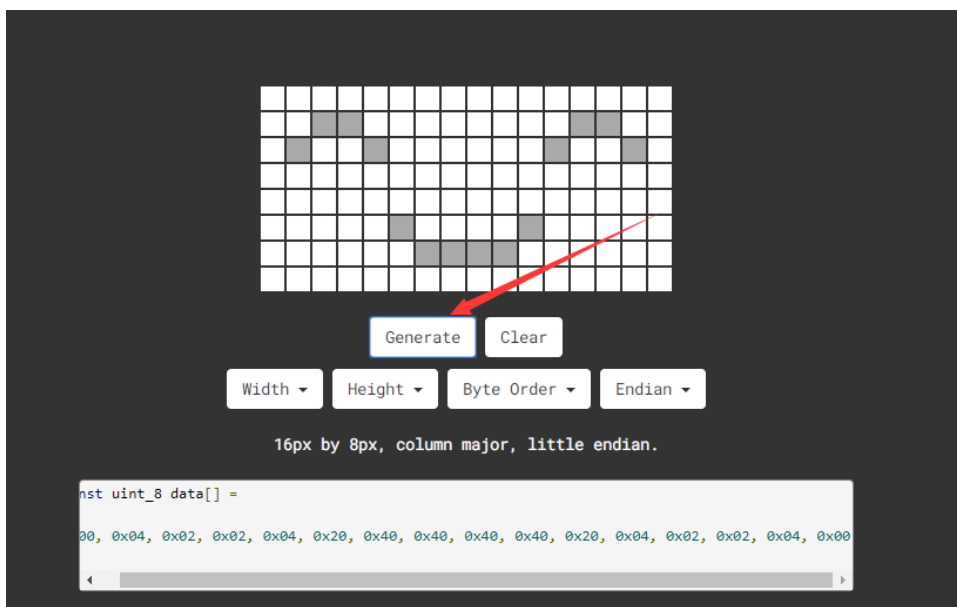 Generate Clear
Width Height Byte Order Endian
16px by 8px, column major, little endian.
nst uint_8 data[] =
00, 0x04, 0x02, 0x02, 0x04, 0x20, 0x40, 0x40, 0x40, 0x40, 0x20, 0x04, 0x02, 0x02, 0x04, 0x00